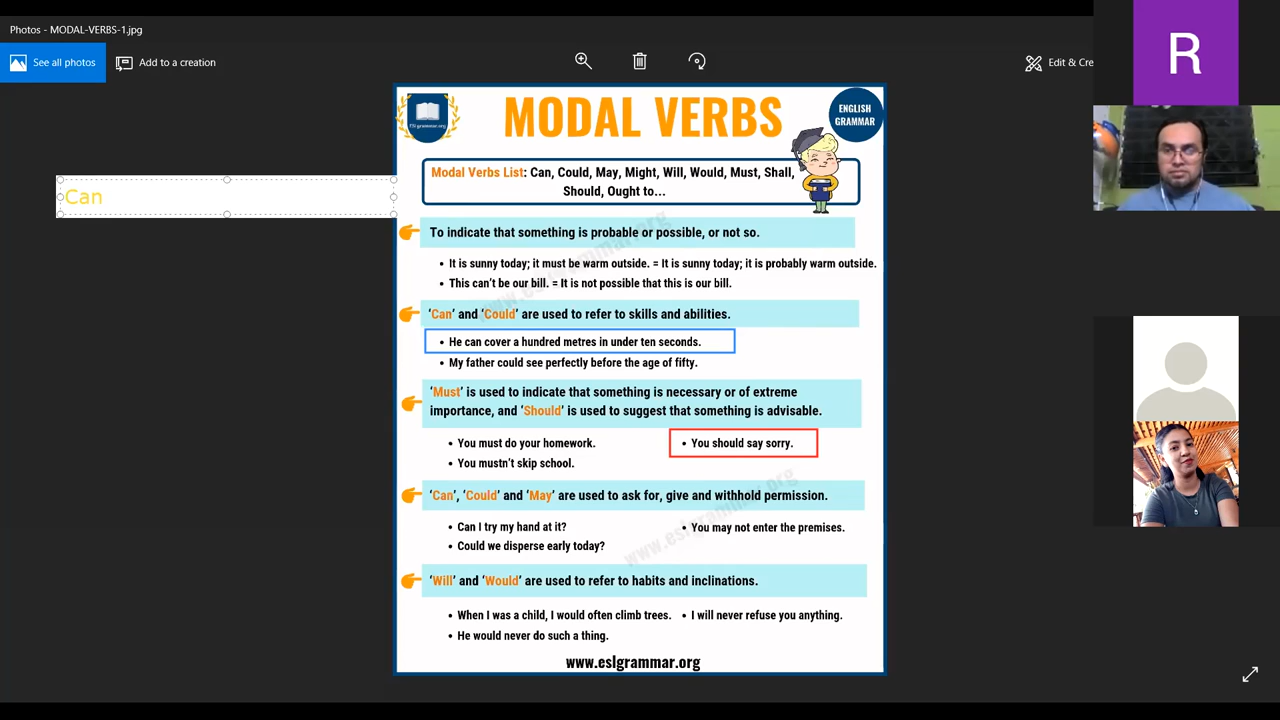 Photos - MODAL-VERBS-1.jpg
See all photos
Add to a creation
Edit & Cre
R
Can
ESLgrammar.org
MODAL VERBS
ENGLISH
GRAMMAR
Modal Verbs List: Can, Could, May, Might, Will, Would, Must, Shall,
Should, Ought to...
To indicate that something is probable or possible, or not so.
• It is sunny today; it must be warm outside. = It is sunny today; it is probably warm outside.
• This can't be our bill. = It is not possible that this is our bill.
www.eslgrammar.org
'Can' and 'Could' are used to refer to skills and abilities.
• He can cover a hundred metres in under ten seconds.
• My father could see perfectly before the age of fifty.
'Must' is used to indicate that something is necessary or of extreme
importance, and 'Should' is used to suggest that something is advisable.
• You must do your homework.
• You should say sorry.
• You mustn't skip school.
'Can', 'Could' and 'May' are used to ask for, give and withhold permission.
• Can I try my hand at it?
• You may not enter the premises.
• Could we disperse early today?
www.eslgrammar.org
'Will' and 'Would' are used to refer to habits and inclinations.
• When I was a child, I would often climb trees.
• I will never refuse you anything.
• He would never do such a thing.
www.eslgrammar.org